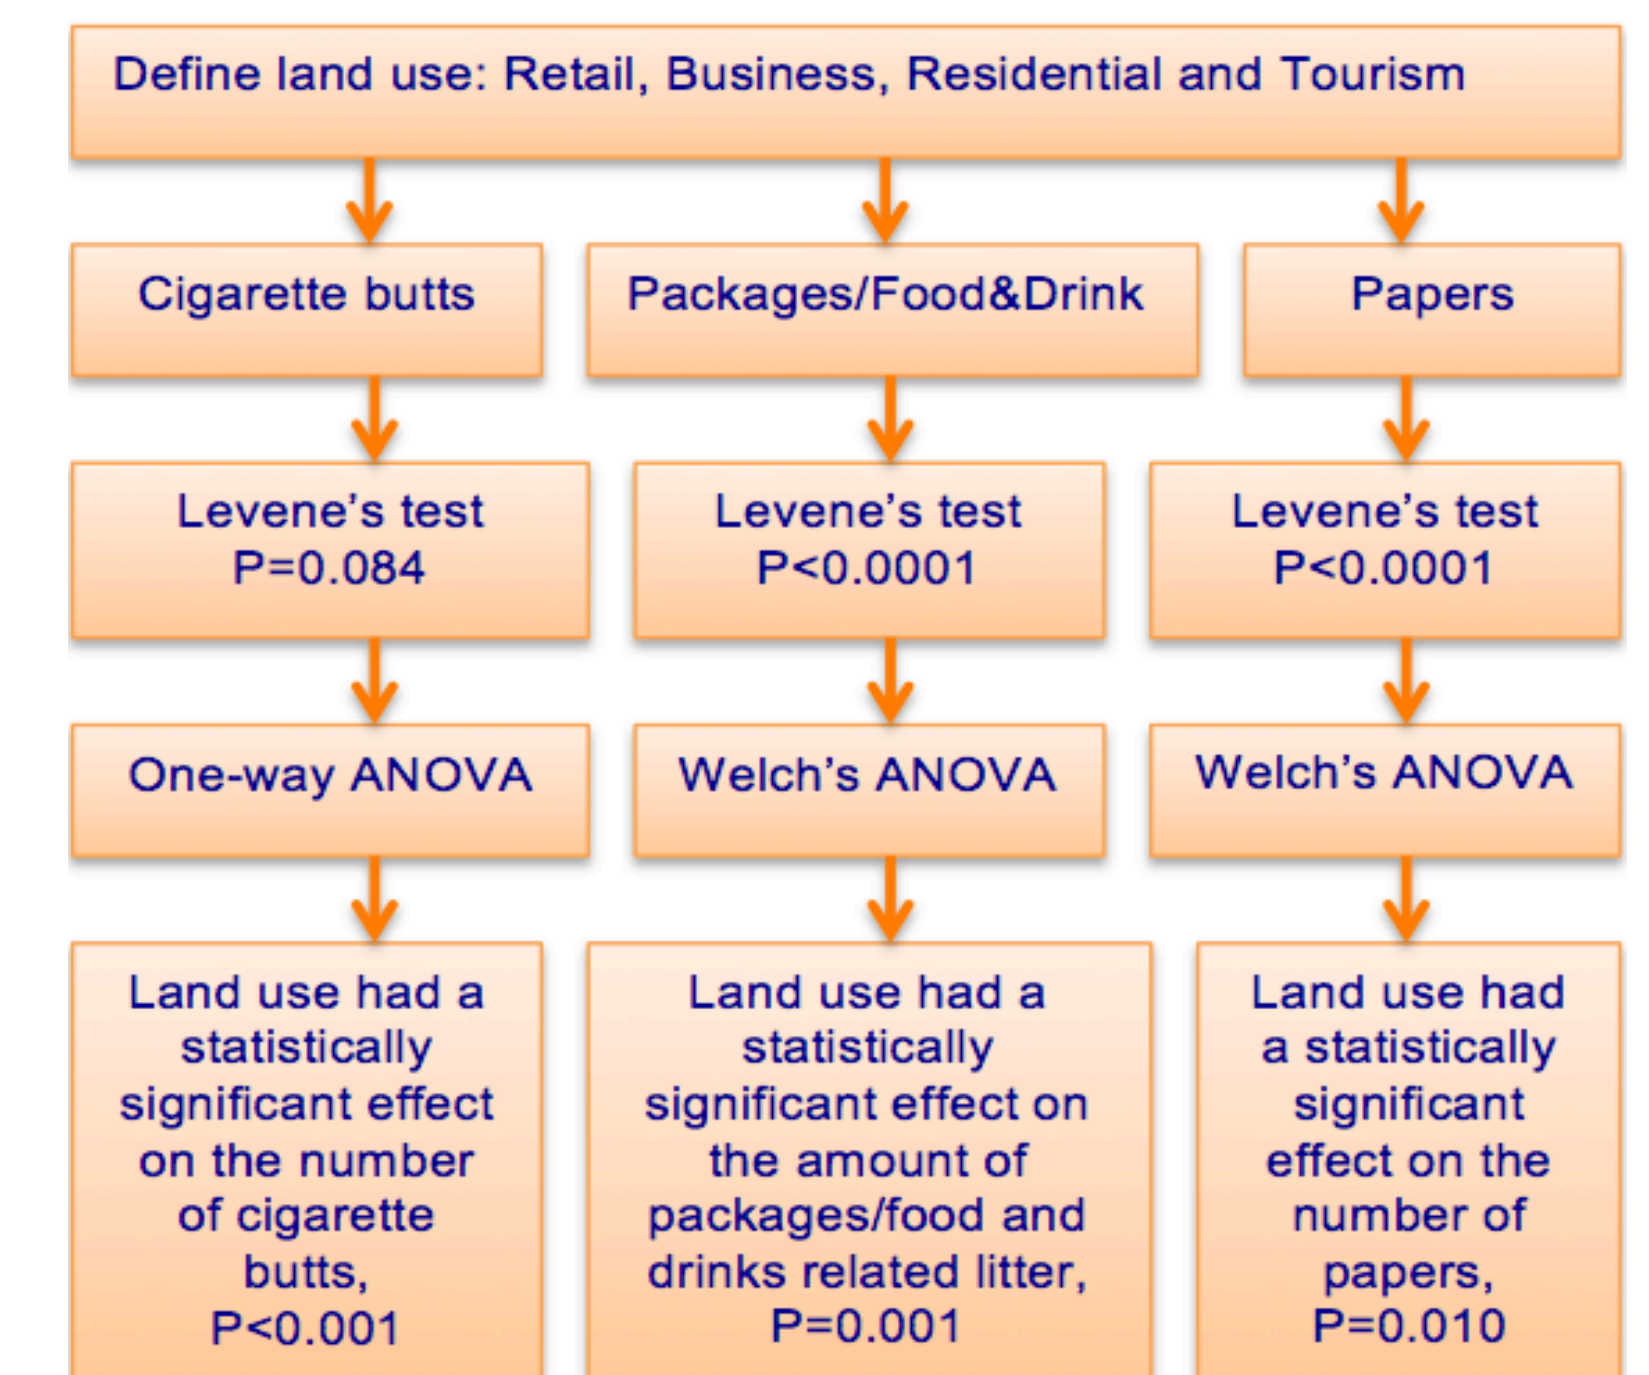 Define land use: Retail, Business, Residential and Tourism
Cigarette butts
Packages/Food&Drink
Papers
Levene’s test
P=0.084
Levene’s test
P<0.0001
Levene’s test
P<0.0001
One-way ANOVA
Welch’s ANOVA
Welch’s ANOVA
Land use had a
statistically
significant effect
on the number
of cigarette
butts,
P<0.001
Land use had a
statistically
significant effect on
the amount of
packages/food and
drinks related litter,
P=0.001
Land use had
a statistically
significant
effect on the
number of
papers,
P=0.010